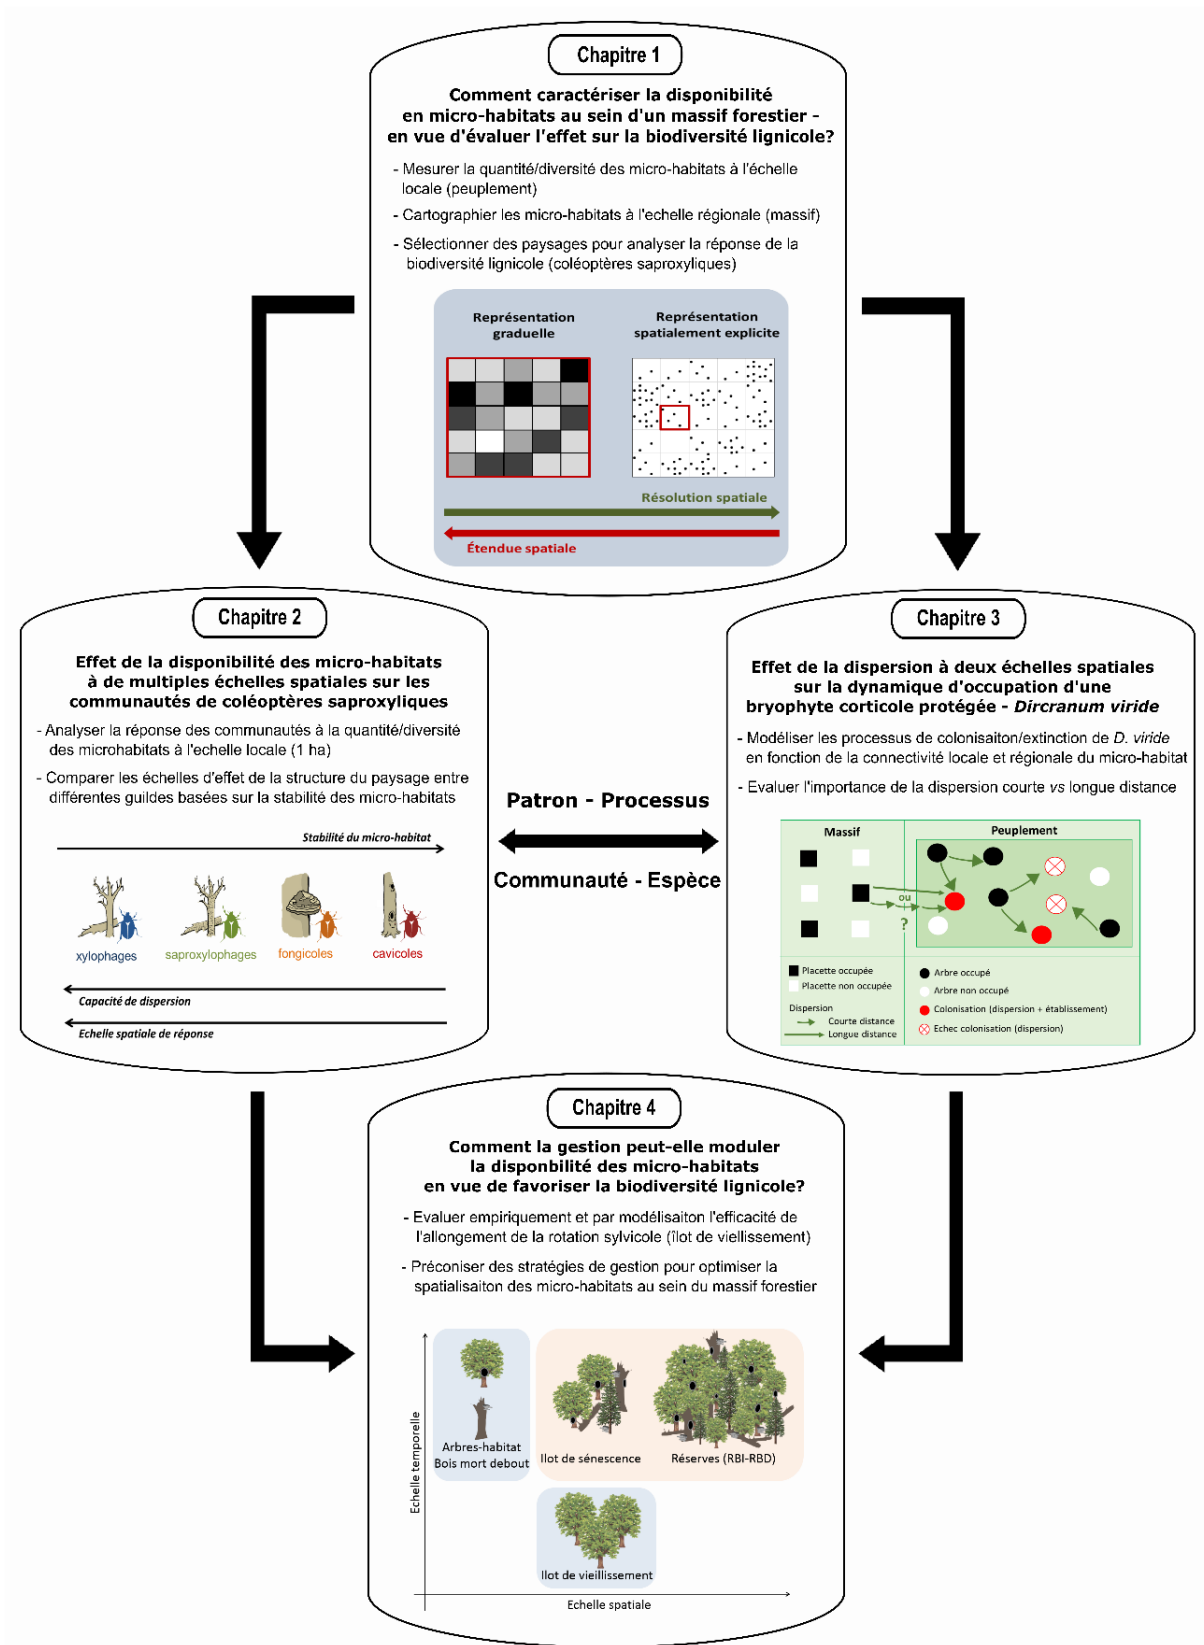 Chapitre 1
Comment caractériser la disponibilité
en micro-habitats au sein d'un massif forestier -
en vue d'évaluer l'effet sur la biodiversité lignicole?
- Mesurer la quantité/diversité des micro-habitats à l'échelle
locale (peuplement)
- Cartographier les micro-habitats à l'echelle régionale (massif)
- Sélectionner des paysages pour analyser la réponse de la
biodiversité lignicole (coléoptères saproxyliques)
Représentation
graduelle
Représentation
spatialement explicite
Résolution spatiale
Étendue spatiale
Chapitre 2
Effet de la disponibilité des micro-habitats
à de multiples échelles spatiales sur les
communautés de coléoptères saproxyliques
- Analyser la réponse des communautés à la quantité/diversité
des microhabitats à l'echelle locale (1 ha)
- Comparer les échelles d'effet de la structure du paysage entre
différentes guildes basées sur la stabilité des micro-habitats
Stabilité du micro-habitat
xylophages
saproxylophages
fongicoles
cavicoles
Capacité de dispersion
Echelle spatiale de réponse
Patron - Processus
Communauté - Espèce
Chapitre 3
Effet de la dispersion à deux échelles spatiales
sur la dynamique d'occupation d'une
bryophyte corticole protégée - Dircranum viride
- Modéliser les processus de colonisaiton/extinction de D. viride
en fonction de la connectivité locale et régionale du micro-habitat
- Evaluer l'importance de la dispersion courte vs longue distance
Massif
Peuplement
ou
?
Placette occupée
Placette non occupée
Dispersion
Courte distance
Longue distance
Arbre occupé
Arbre non occupé
Colonisation (dispersion + établissement)
Echec colonisation (dispersion)
Chapitre 4
Comment la gestion peut-elle moduler
la disponbilité des micro-habitats
en vue de favoriser la biodiversité lignicole?
- Evaluer empiriquement et par modélisaiton l'efficacité de
l'allongement de la rotation sylvicole (îlot de viellissement)
- Préconiser des stratégies de gestion pour optimiser la
spatialisaiton des micro-habitats au sein du massif forestier
Echelle temporelle
Arbres-habitat
Bois mort debout
Ilot de sénescence
Réserves (RBI-RBD)
Ilot de vieillissement
Echelle spatiale